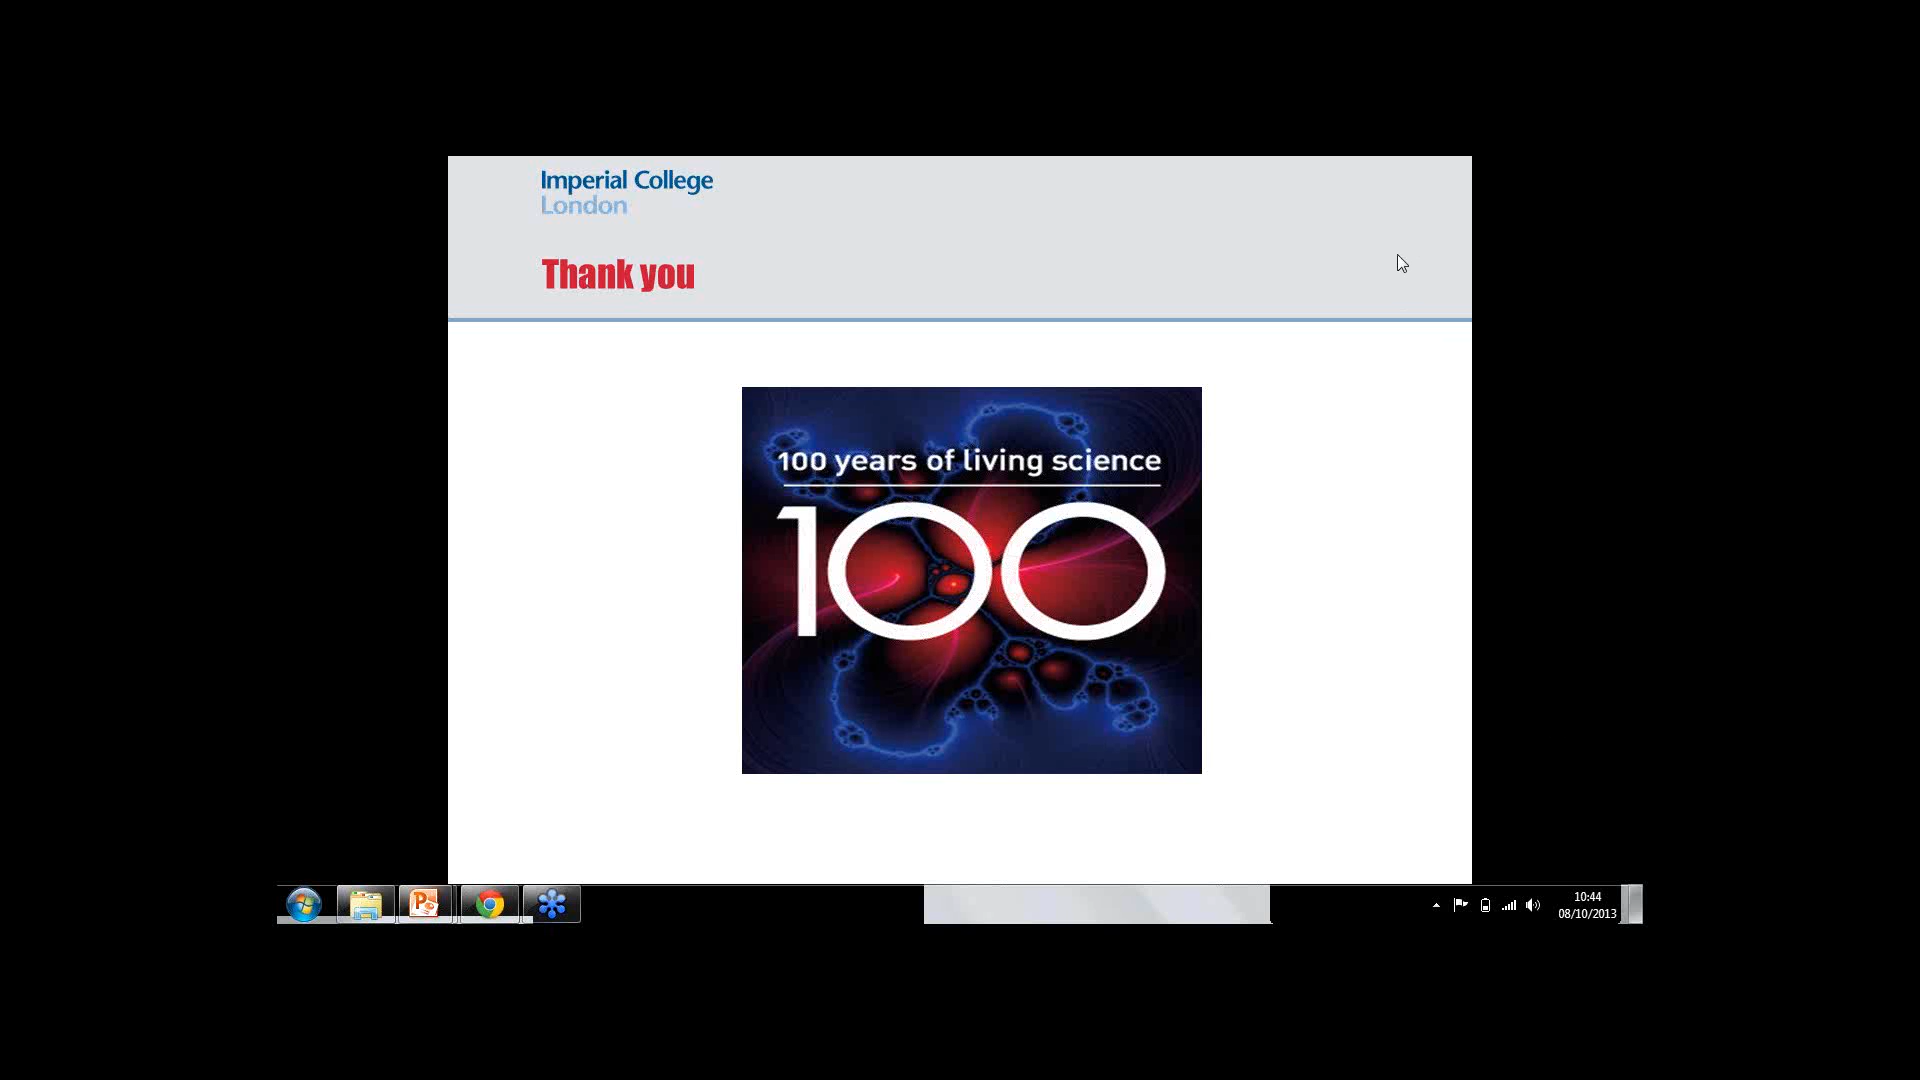 Imperial College
London
Thank you
100 years of living science
100
10:44
08/10/2013